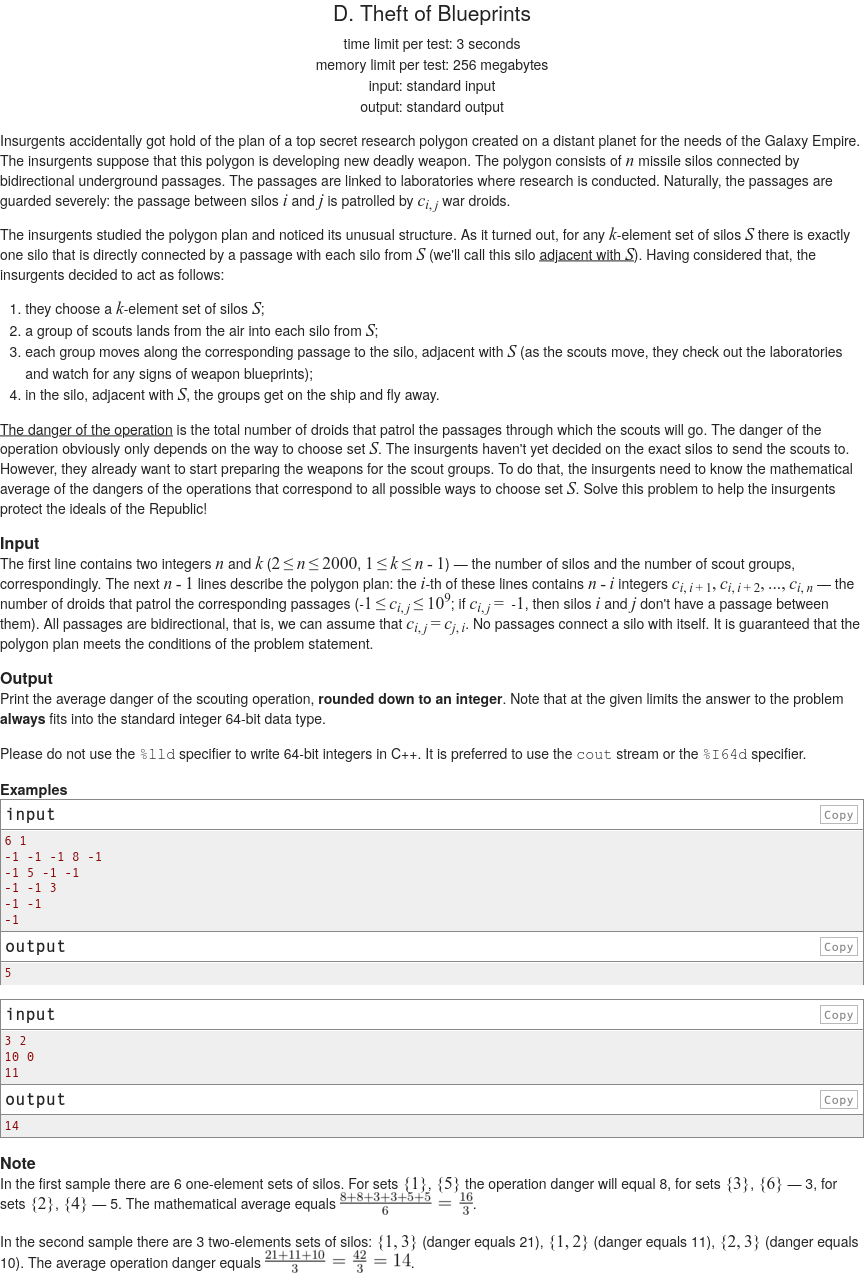 D. Theft of Blueprints
time limit per test: 3 seconds
memory limit per test: 256 megabytes
input: standard input
output: standard output
Insurgents accidentally got hold of the plan of a top secret research polygon created on a distant planet for the needs of the Galaxy Empire.
The insurgents suppose that this polygon is developing new deadly weapon. The polygon consists of n missile silos connected by
bidirectional underground passages. The passages are linked to laboratories where research is conducted. Naturally, the passages are
guarded severely: the passage between silos i and j is patrolled by c_{i, j} war droids.
The insurgents studied the polygon plan and noticed its unusual structure. As it turned out, for any k-element set of silos S there is exactly
one silo that is directly connected by a passage with each silo from S (we'll call this silo adjacent with S). Having considered that, the
insurgents decided to act as follows:
1. they choose a k-element set of silos S;
2. a group of scouts lands from the air into each silo from S;
3. each group moves along the corresponding passage to the silo, adjacent with S (as the scouts move, they check out the laboratories
and watch for any signs of weapon blueprints);
4. in the silo, adjacent with S, the groups get on the ship and fly away.
The danger of the operation is the total number of droids that patrol the passages through which the scouts will go. The danger of the
operation obviously only depends on the way to choose set S. The insurgents haven't yet decided on the exact silos to send the scouts to.
However, they already want to start preparing the weapons for the scout groups. To do that, the insurgents need to know the mathematical
average of the dangers of the operations that correspond to all possible ways to choose set S. Solve this problem to help the insurgents
protect the ideals of the Republic!
Input
The first line contains two integers n and k (2 ≤ n ≤ 2000, 1 ≤ k ≤ n - 1) — the number of silos and the number of scout groups,
correspondingly. The next n - 1 lines describe the polygon plan: the i-th of these lines contains n - i integers c_{i, i + 1}, c_{i, i + 2}, ..., c_{i, n} — the
number of droids that patrol the corresponding passages (-1 ≤ c_{i, j} ≤ 10^9; if c_{i, j} = -1, then silos i and j don't have a passage between
them). All passages are bidirectional, that is, we can assume that c_{i, j} = c_{j, i}. No passages connect a silo with itself. It is guaranteed that the
polygon plan meets the conditions of the problem statement.
Output
Print the average danger of the scouting operation, rounded down to an integer. Note that at the given limits the answer to the problem
always fits into the standard integer 64-bit data type.
Please do not use the %lld specifier to write 64-bit integers in C++. It is preferred to use the cout stream or the %I64d specifier.
Examples
input
Copy
6 1
-1 -1 -1 8 -1
-1 5 -1 -1
-1 -1 3
-1 -1
-1
output
Copy
5
input
Copy
3 2
10 0
11
output
Copy
14
Note
In the first sample there are 6 one-element sets of silos. For sets {1}, {5} the operation danger will equal 8, for sets {3}, {6} — 3, for
sets {2}, {4} — 5. The mathematical average equals (8+8+3+3+5+5)/6 = 16/3.
In the second sample there are 3 two-elements sets of silos: {1, 3} (danger equals 21), {1, 2} (danger equals 11), {2, 3} (danger equals
10). The average operation danger equals (21+11+10)/3 = 42/3 = 14.